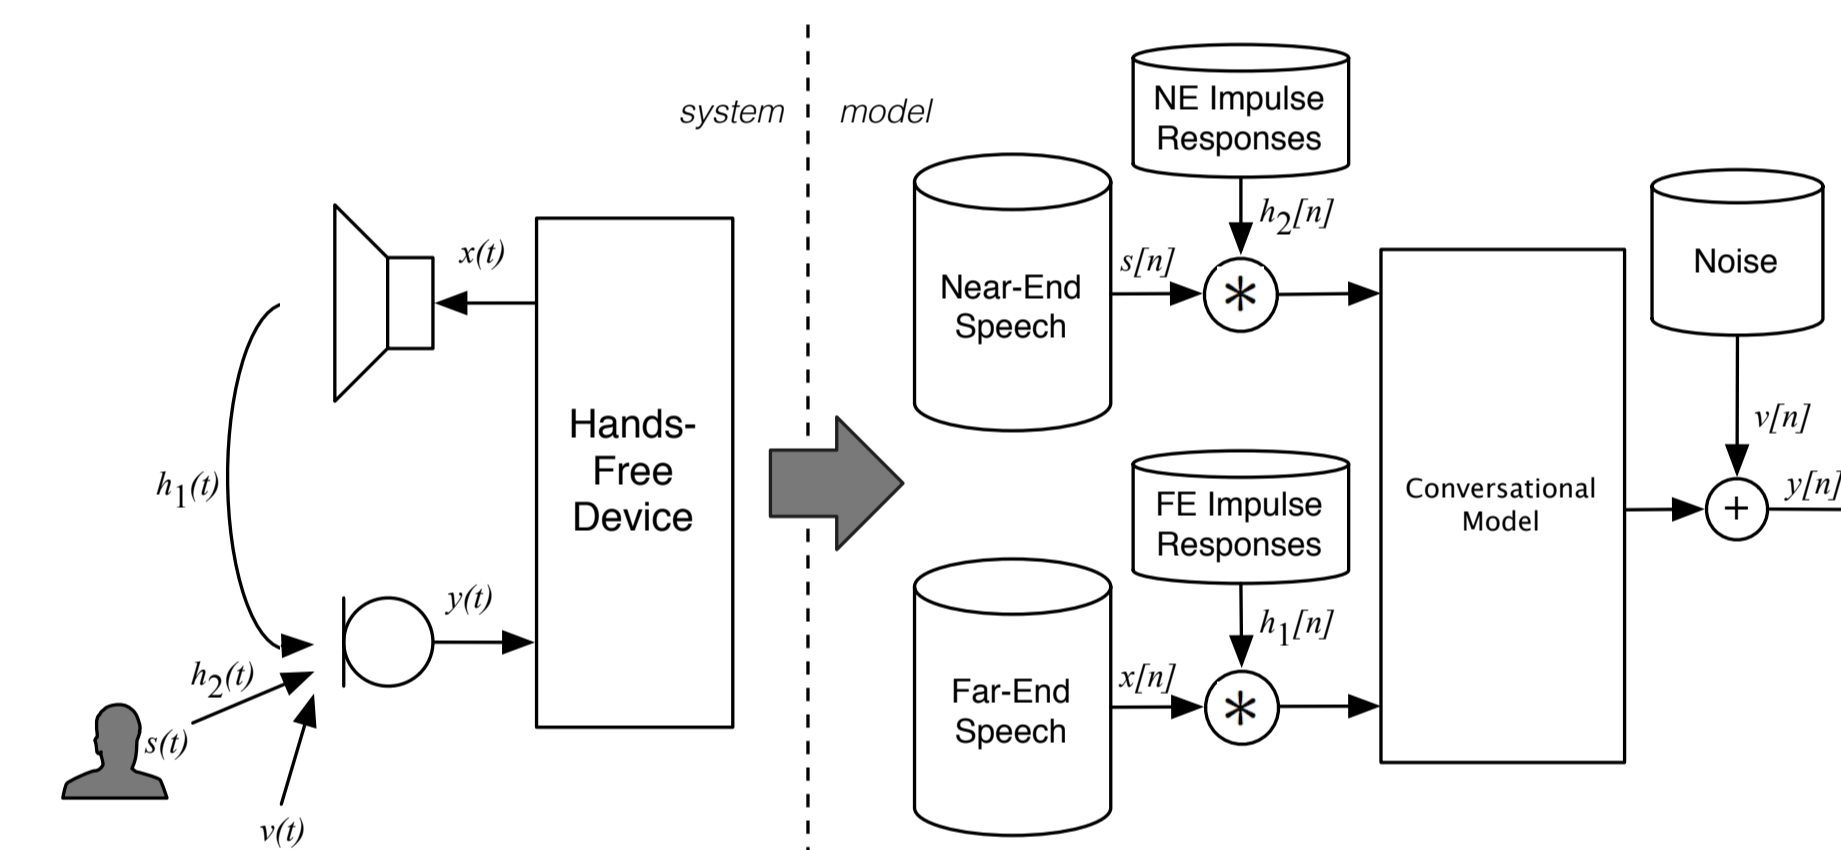 system
model
NE Impulse
Responses
h2[n]
x(t)
s[n]
Near-End
Speech
Noise
Hands-
Free
Device
h1(t)
v[n]
FE Impulse
Responses
Conversational
Model
+
y[n]
h1[n]
y(t)
h2(t)
s(t)
v(t)
x[n]
Far-End
Speech
*
*